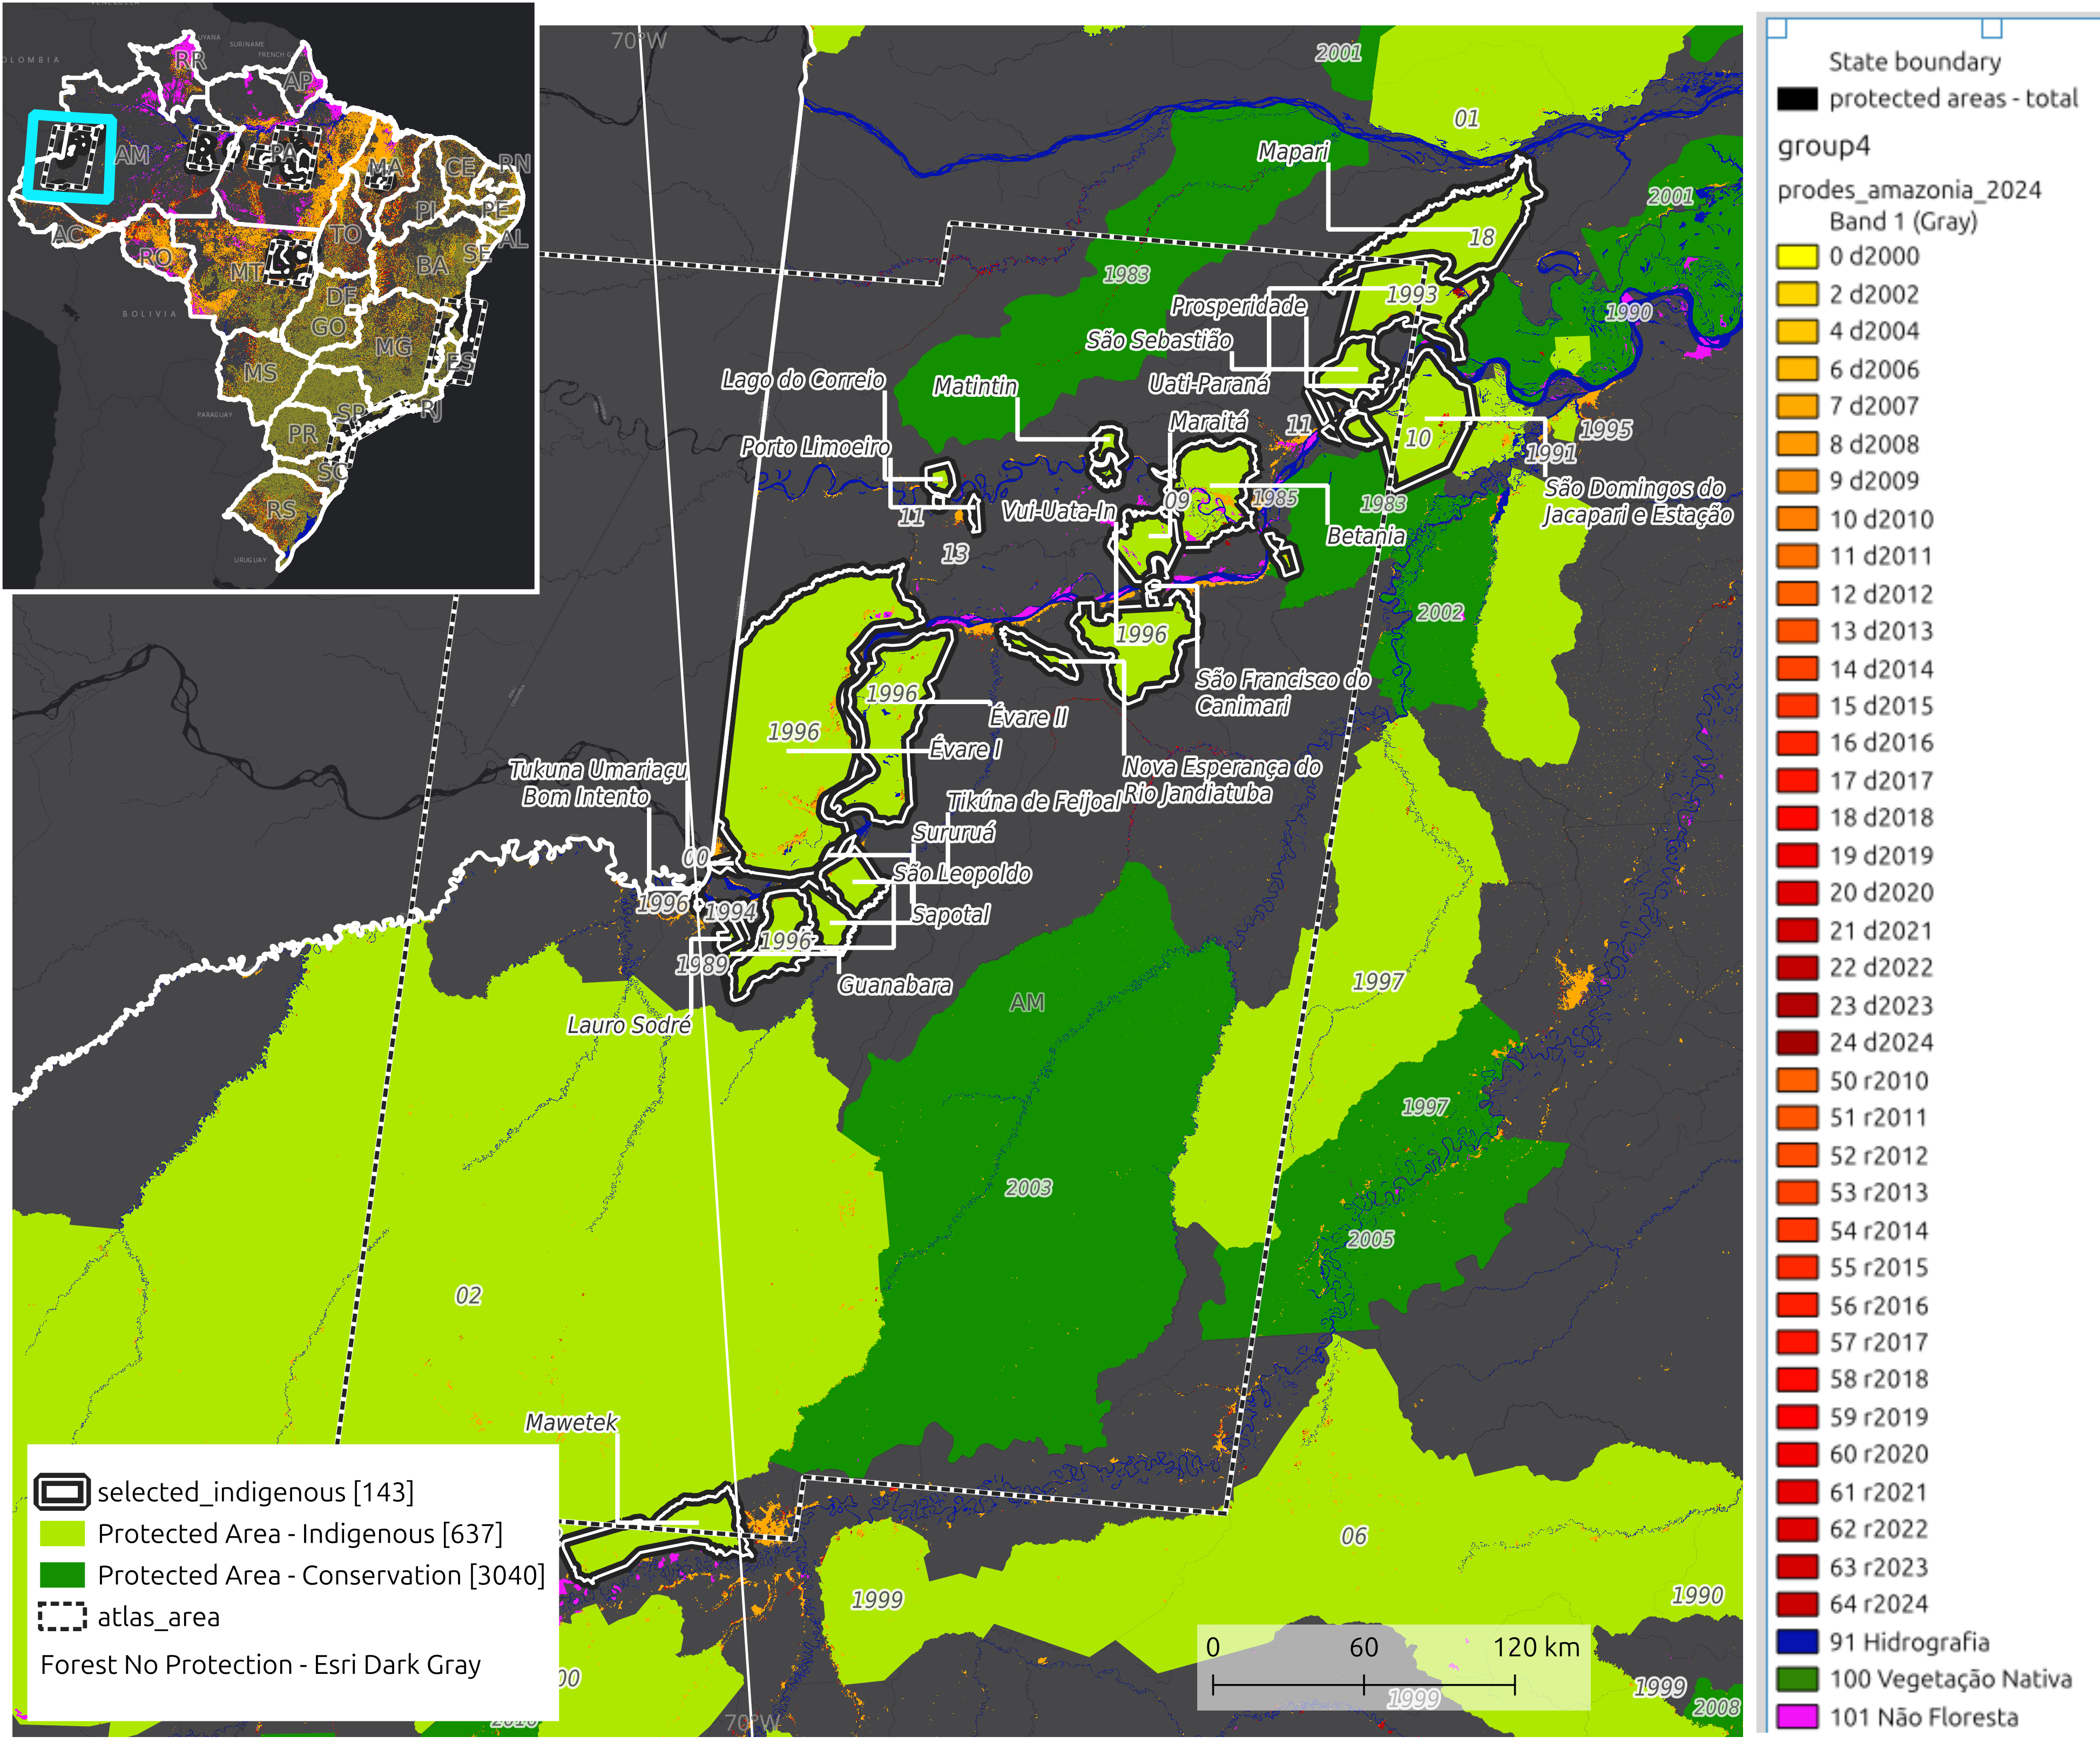 UYANA
SURINAME
FRENCH G
OLOMBIA
RR
AP
AM
PA
MA
CE
RN
PI
PE
AL
SE
AC
RO
TO
BA
MT
DF
GO
BOLIVIA
MG
ES
MS
SP
RJ
PARAGUAY
PR
SC
RS
URUGUAY
70°W
2001
01
Mapari
2001
18
1983
1993
Prosperidade
1990
São Sebastião
Lago do Correio
Matintin
Uati-Paraná
Maraitá
11
10
1995
Porto Limoeiro
1991
09
1985
1983
São Domingos do
Jacapari e Estação
11
Vui-Uata-In
Betania
13
2002
1996
São Francisco do
Canimari
1996
Évare II
1996
Évare I
Tukuna Umariaçu
Bom Intento
Nova Esperança do
Rio Jandiatuba
Tikúna de Feijoal
Sururuá
00
São Leopoldo
1996
1994
Sapotal
1996
1989
Guanabara
1997
AM
Lauro Sodré
1997
2003
2005
02
Mawetek
06
1999
1990
00
1999
1999
2008
70°W
0 60 120 km
selected_indigenous [143]
Protected Area - Indigenous [637]
Protected Area - Conservation [3040]
atlas_area
Forest No Protection - Esri Dark Gray
State boundary
protected areas - total
group4
prodes_amazonia_2024
Band 1 (Gray)
0 d2000
2 d2002
4 d2004
6 d2006
7 d2007
8 d2008
9 d2009
10 d2010
11 d2011
12 d2012
13 d2013
14 d2014
15 d2015
16 d2016
17 d2017
18 d2018
19 d2019
20 d2020
21 d2021
22 d2022
23 d2023
24 d2024
50 r2010
51 r2011
52 r2012
53 r2013
54 r2014
55 r2015
56 r2016
57 r2017
58 r2018
59 r2019
60 r2020
61 r2021
62 r2022
63 r2023
64 r2024
91 Hidrografia
100 Vegetação Nativa
101 Não Floresta